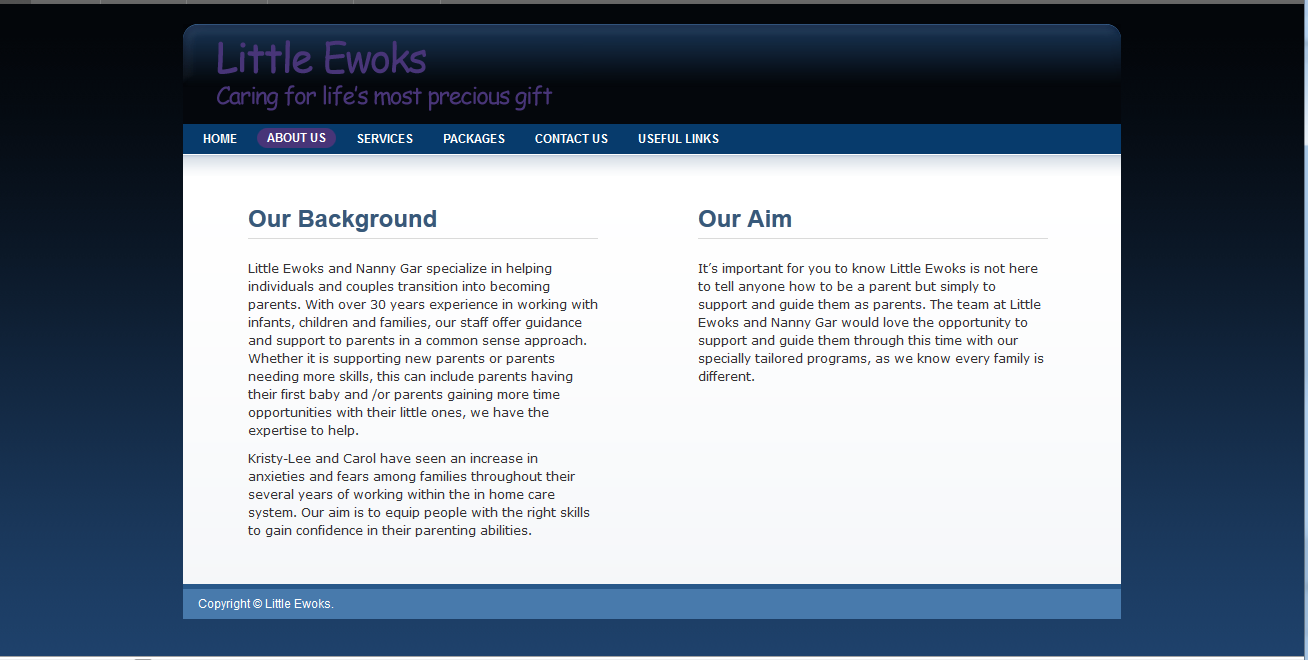 Little Ewoks
Caring for life's most precious gift
HOME ABOUT US SERVICES PACKAGES CONTACT US USEFUL LINKS
Our Background
Little Ewoks and Nanny Gar specialize in helping
individuals and couples transition into becoming
parents. With over 30 years experience in working with
infants, children and families, our staff offer guidance
and support to parents in a common sense approach.
Whether it is supporting new parents or parents
needing more skills, this can include parents having
their first baby and /or parents gaining more time
opportunities with their little ones, we have the
expertise to help.
Kristy-Lee and Carol have seen an increase in
anxieties and fears among families throughout their
several years of working within the in home care
system. Our aim is to equip people with the right skills
to gain confidence in their parenting abilities.
Our Aim
It's important for you to know Little Ewoks is not here
to tell anyone how to be a parent but simply to
support and guide them as parents. The team at Little
Ewoks and Nanny Gar would love the opportunity to
support and guide them through this time with our
specially tailored programs, as we know every family is
different.
Copyright © Little Ewoks.